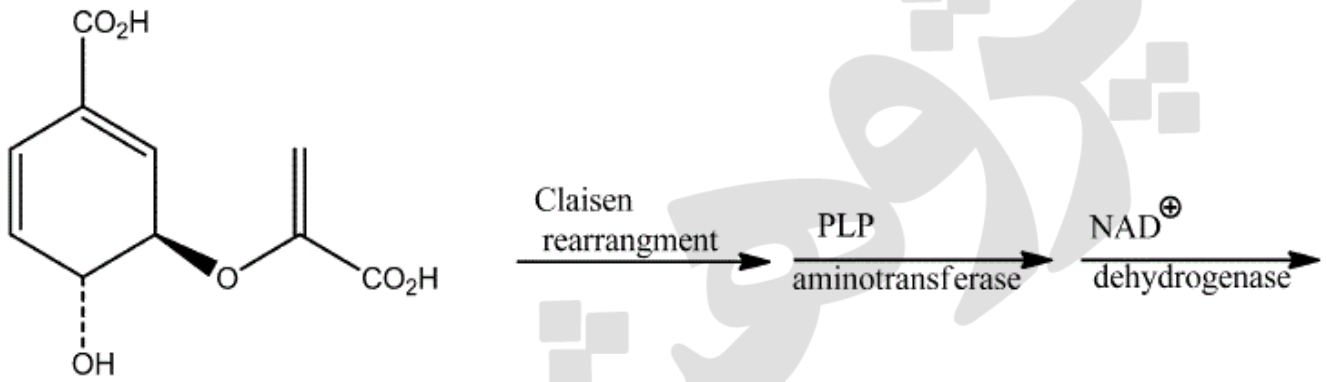 CO2H
O
CO2H
OH
Claisen
rearrangment
PLP
aminotransferase
NAD⊕
dehydrogenase